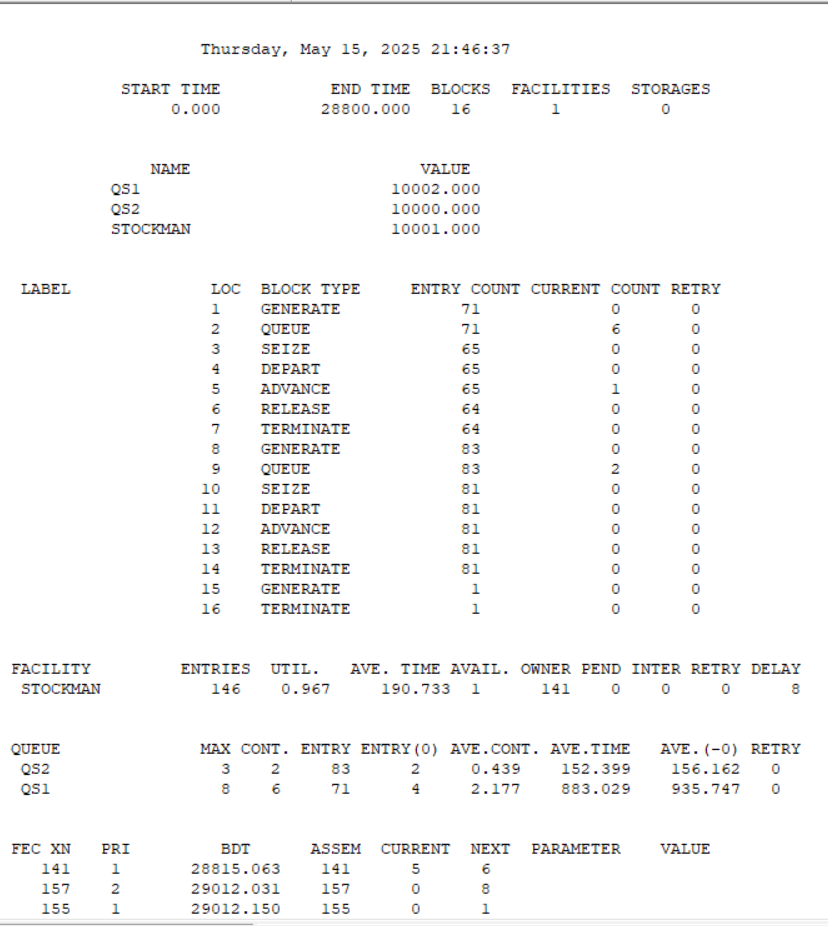 Thursday, May 15, 2025 21:46:37
START TIME END TIME BLOCKS FACILITIES STORAGES
0.000 28800.000 16 1 0
NAME VALUE
QS1 10002.000
QS2 10000.000
STOCKMAN 10001.000
LABEL LOC BLOCK TYPE ENTRY COUNT CURRENT COUNT RETRY
1 GENERATE 71 0 0
2 QUEUE 71 6 0
3 SEIZE 65 0 0
4 DEPART 65 0 0
5 ADVANCE 65 1 0
6 RELEASE 64 0 0
7 TERMINATE 64 0 0
8 GENERATE 83 0 0
9 QUEUE 83 2 0
10 SEIZE 81 0 0
11 DEPART 81 0 0
12 ADVANCE 81 0 0
13 RELEASE 81 0 0
14 TERMINATE 81 0 0
15 GENERATE 1 0 0
16 TERMINATE 1 0 0
FACILITY ENTRIES UTIL. AVE. TIME AVAIL. OWNER PEND INTER RETRY DELAY
STOCKMAN 146 0.967 190.733 1 141 0 0 0 8
QUEUE MAX CONT. ENTRY ENTRY(0) AVE.CONT. AVE.TIME AVE.(-0) RETRY
QS2 3 2 83 2 0.439 152.399 156.162 0
QS1 8 6 71 4 2.177 883.029 935.747 0
FEC XN PRI BDT ASSEM CURRENT NEXT PARAMETER VALUE
141 1 28815.063 141 5 6
157 2 29012.031 157 0 8
155 1 29012.150 155 0 1